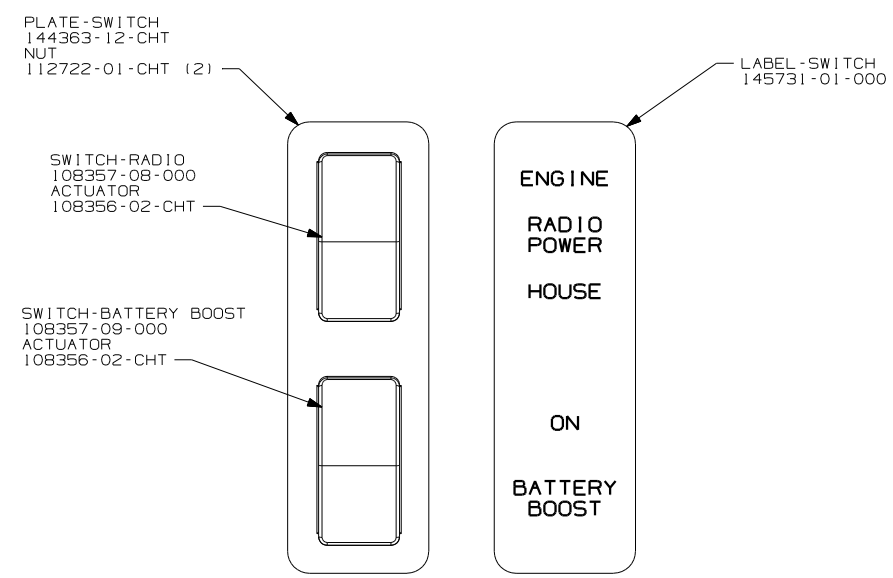 PLATE-SWITCH
144363-12-CHT
NUT
112722-01-CHT (2)
LABEL-SWITCH
145731-01-000
SWITCH-RADIO
108357-08-000
ACTUATOR
108356-02-CHT
SWITCH-BATTERY BOOST
108357-09-000
ACTUATOR
108356-02-CHT
ENGINE
RADIO
POWER
HOUSE
ON
BATTERY
BOOST